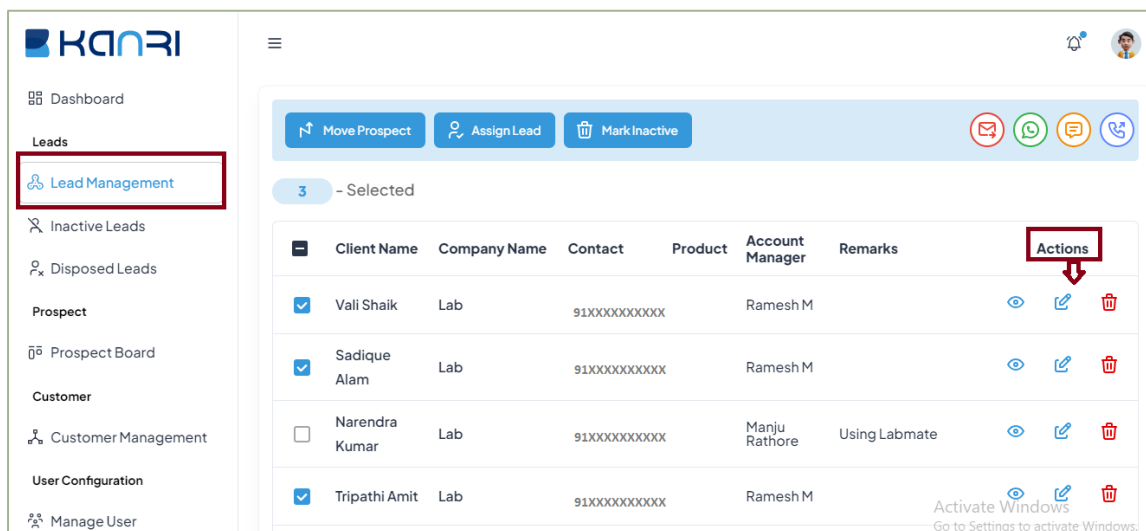 KANRI
Dashboard
Leads
Lead Management
Inactive Leads
Disposed Leads
Prospect
Prospect Board
Customer
Customer Management
User Configuration
Manage User
Move Prospect Assign Lead Mark Inactive
3 - Selected
Client Name Company Name Contact Product Account Manager Remarks Actions
Vali Shaik Lab 91XXXXXXXXXX Ramesh M
Sadique Alam Lab 91XXXXXXXXXX Ramesh M
Narendra Kumar Lab 91XXXXXXXXXX Manju Rathore Using Labmate
Tripathi Amit Lab 91XXXXXXXXXX Ramesh M
Activate Windows
Go to Settings to activate Windows.